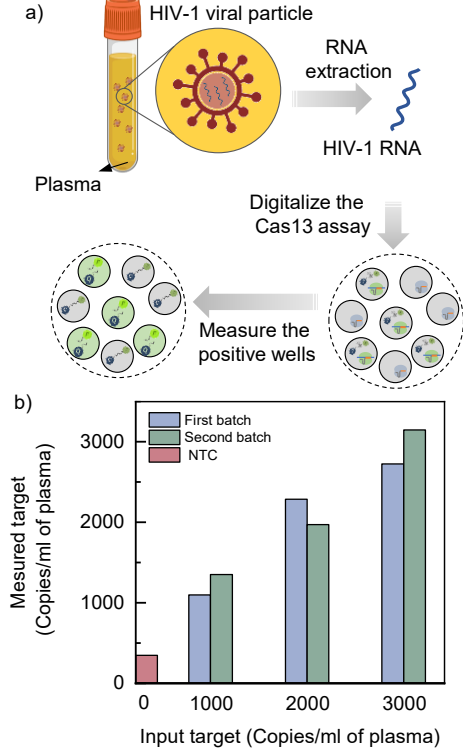 a)
HIV-1 viral particle
RNA
extraction
HIV-1 RNA
Plasma
Digitalize the
Cas13 assay
Measure the
positive wells
b)
First batch
Second batch
NTC
Mesured target
(Copies/ml of plasma)
3000
2000
1000
0
0 1000 2000 3000
Input target (Copies/ml of plasma)